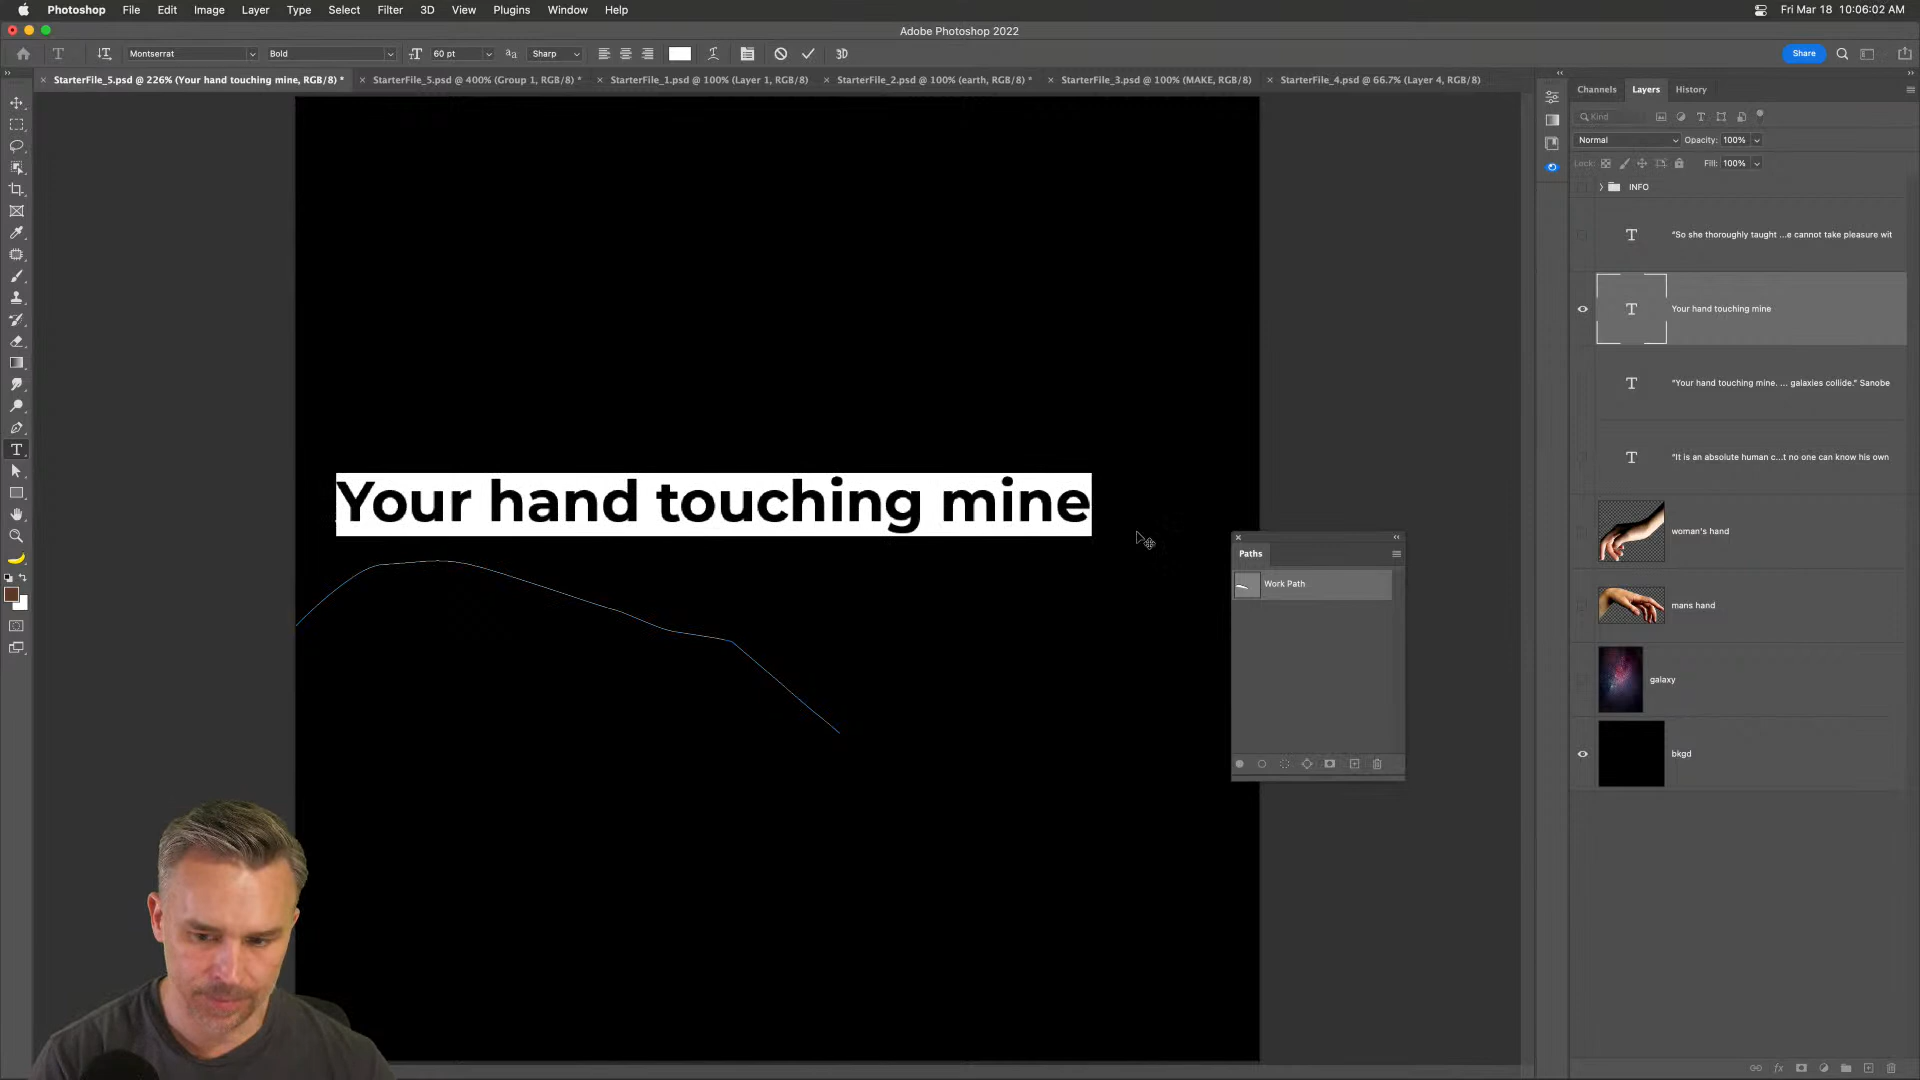 Photoshop File Edit Image Layer Type Select Filter 3D View Plugins Window Help Fri Mar 18 10:06:02 AM
Adobe Photoshop 2022
Montserrat Bold 60 pt Sharp 3D Share
StarterFile_5.psd @ 226% (Your hand touching mine, RGB/8) * StarterFile_5.psd @ 400% (Group 1, RGB/8) * StarterFile_1.psd @ 100% (Layer 1, RGB/8) StarterFile_2.psd @ 100% (earth, RGB/8) * StarterFile_3.psd @ 100% (MAKE, RGB/8) StarterFile_4.psd @ 66.7% (Layer 4, RGB/8)
Channels Layers History
Kind
Normal Opacity: 100%
Lock: Fill: 100%
INFO
"So she thoroughly taught ...e cannot take pleasure wit
Your hand touching mine
"Your hand touching mine. ... galaxies collide." Sanobe
"It is an absolute human c...t no one can know his own
woman's hand
mans hand
galaxy
bkgd
Your hand touching mine
Paths
Work Path